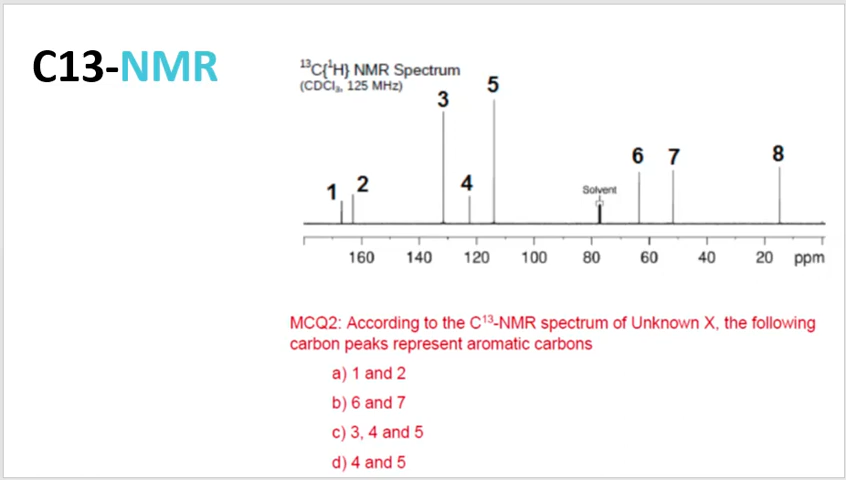 C13-NMR
¹³C{¹H} NMR Spectrum
(CDCl₃, 125 MHz)
3
5
1
2
4
Solvent
6
7
8
160 140 120 100 80 60 40 20 ppm
MCQ2: According to the C¹³-NMR spectrum of Unknown X, the following
carbon peaks represent aromatic carbons
a) 1 and 2
b) 6 and 7
c) 3, 4 and 5
d) 4 and 5